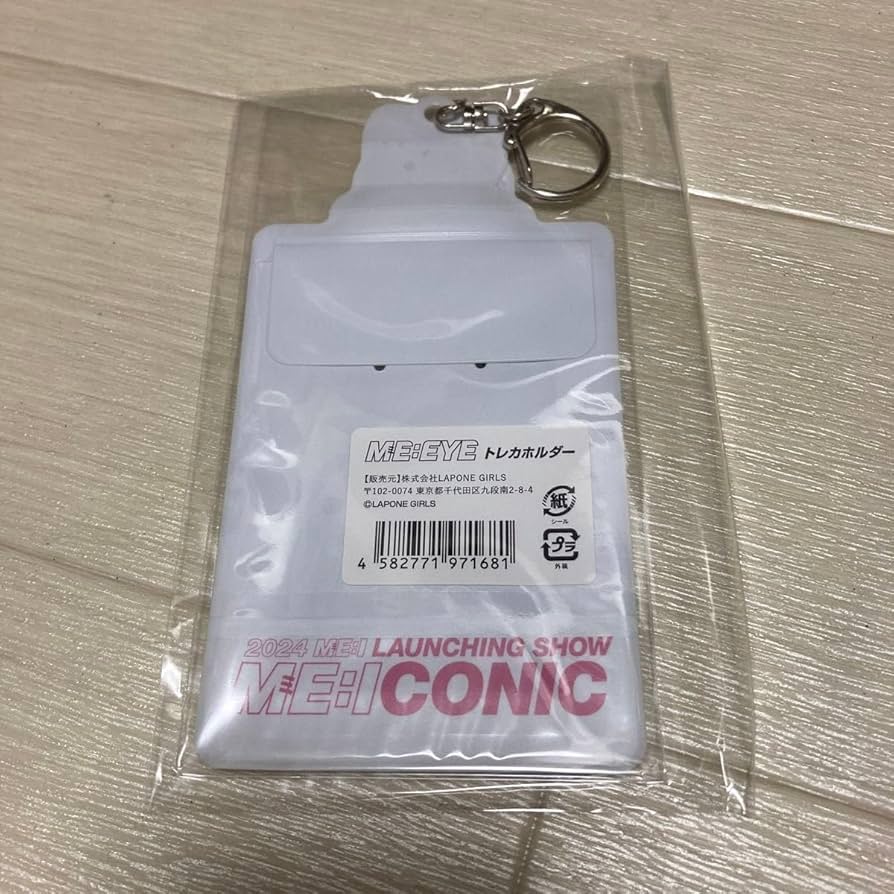 ME:EYE トレカホルダー
【販売元】株式会社LAPONE GIRLS
〒102-0074 東京都千代田区九段南2-8-4
©LAPONE GIRLS
紙
シール
プラ
外装
4 582771 971681
2024 ME:I LAUNCHING SHOW
ME:ICONIC